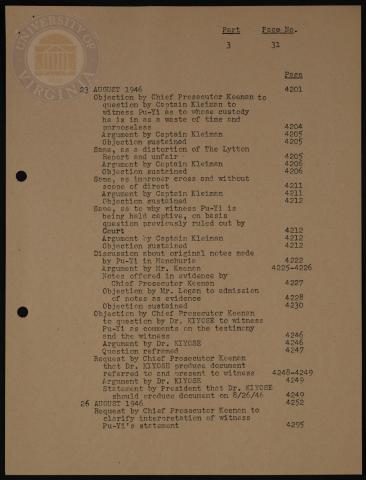 UNIVERSITY OF VIRGINIA
Part Page No.
3 31
Page
23 AUGUST 1946 4201
Objection by Chief Prosecutor Keenan to
question by Captain Kleiman to
witness Pu-Yi as to whose custody
he is in as a waste of time and
purposeless 4204
Argument by Captain Kleiman 4205
Objection sustained 4205
Same, as a distortion of The Lytton
Report and unfair 4205
Argument by Captain Kleiman 4206
Objection sustained 4206
Same, as improper cross and without
scope of direct 4211
Argument by Captain Kleiman 4211
Objection sustained 4212
Same, as to why witness Pu-Yi is
being held captive, on basis
question previously ruled out by
Court 4212
Argument by Captain Kleiman 4212
Objection sustained 4212
Discussion about original notes made
by Pu-Yi in Manchuria 4222
Argument by Mr. Keenan 4225-4226
Notes offered in evidence by
Chief Prosecutor Keenan 4227
Objection by Mr. Logan to admission
of notes as evidence 4228
Objection sustained 4230
Objection by Chief Prosecutor Keenan
to question by Dr. KIYOSE to witness
Pu-Yi as comments on the testimony
and the witness 4246
Argument by Dr. KIYOSE 4246
Question reframed 4247
Request by Chief Prosecutor Keenan
that Dr. KIYOSE produce document
referred to and present to witness 4248-4249
Argument by Dr. KIYOSE 4249
Statement by President that Dr. KIYOSE
should produce document on 8/26/46 4249
26 AUGUST 1946 4252
Request by Chief Prosecutor Keenan to
clarify interpretation of witness
Pu-Yi's statement 4255